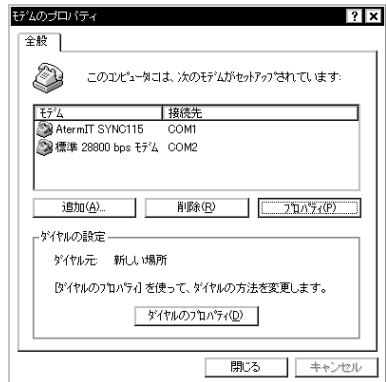 モデムのプロパティ
全般
このコンピュータには、次のモデムがセットアップされています:
モデム 接続先
AtermIT SYNC115 COM1
標準 28800 bps モデム COM2
追加(A)... 削除(R) プロパティ(P)
ダイヤルの設定
ダイヤル元: 新しい場所
[ダイヤルのプロパティ] を使って、ダイヤルの方法を変更します。
ダイヤルのプロパティ(D)
閉じる キャンセル